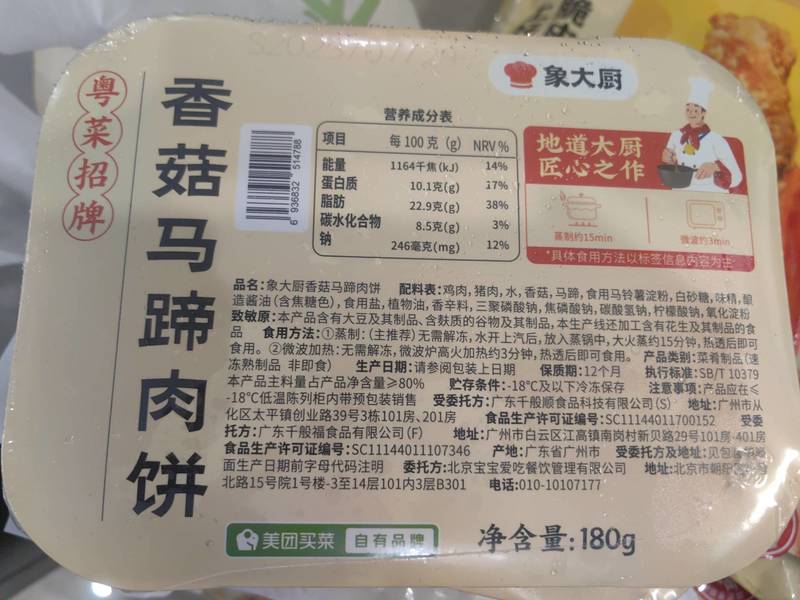 象大厨
粤菜招牌
香菇马蹄肉饼
营养成分表
项目 每100克(g) NRV%
能量 1164千焦(kJ) 14%
蛋白质 10.1克(g) 17%
脂肪 22.9克(g) 38%
碳水化合物 8.5克(g) 3%
钠 246毫克(mg) 12%
6 936832 514788
地道大厨
匠心之作
蒸制约15min 微波约3min
*具体食用方法以标签信息内容为主
品名:象大厨香菇马蹄肉饼 配料表:鸡肉,猪肉,水,香菇,马蹄,食用马铃薯淀粉,白砂糖,味精,酿
造酱油(含焦糖色),食用盐,植物油,香辛料,三聚磷酸钠,焦磷酸钠,碳酸氢钠,柠檬酸钠,氧化淀粉
致敏原:本产品含有大豆及其制品、含麸质的谷物及其制品,本生产线还加工含有花生及其制品的食
品 食用方法:①蒸制:(主推荐)无需解冻,水开上汽后,放入蒸锅中,大火蒸约15分钟,热透后即可
食用。②微波加热:无需解冻,微波炉高火加热约3分钟,热透后即可食用。 产品类别:菜肴制品(速
冻熟制品 非即食) 生产日期:请参阅包装上日期 保质期:12个月 执行标准:SB/T 10379
本产品主料量占产品净含量≥80% 贮存条件:-18℃及以下冷冻保存 注意事项:产品应在≤
-18℃低温陈列柜内带预包装销售 受委托方:广东千般顺食品科技有限公司(S) 地址:广州市从
化区太平镇创业路39号3栋101房、201房 食品生产许可证编号:SC11144011700152 受委
托方:广东千般福食品有限公司(F) 地址:广州市白云区江高镇南岗村新贝路29号101房-401房
食品生产许可证编号:SC11144011107346 产地:广东省广州市 受委托方及地址:见包装
面生产日期前字母代码注明 委托方:北京宝宝爱吃餐饮管理有限公司 地址:北京市朝阳区
北路15号院1号楼-3至14层101内3层B301 电话:010-10107177
美团买菜 自有品牌
净含量:180g